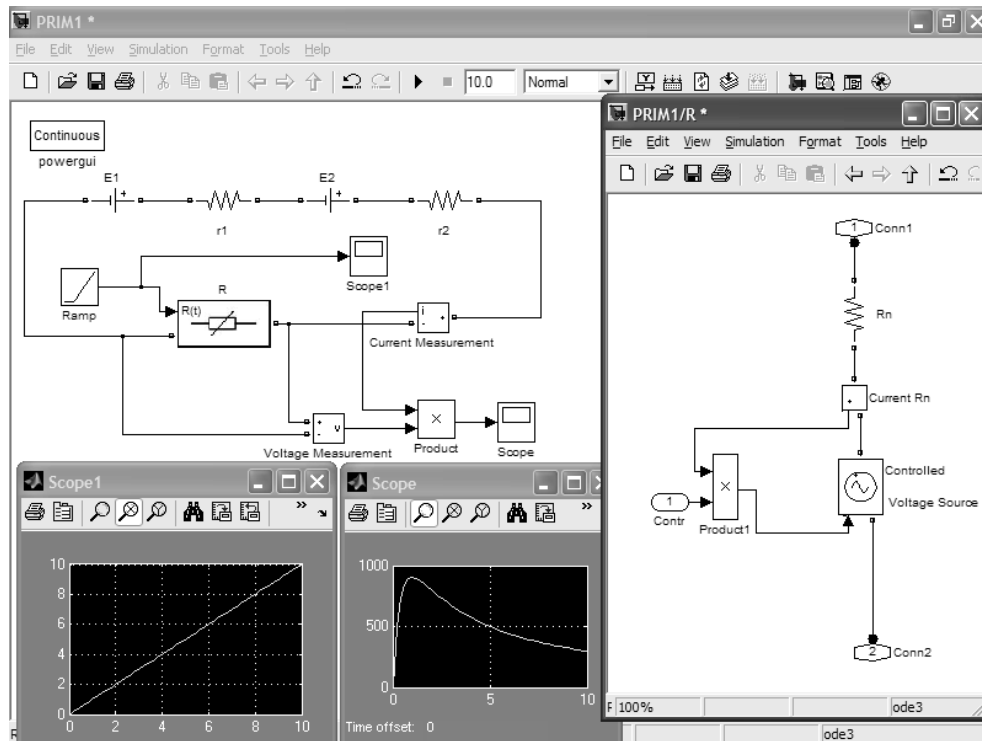 PRIM1 *
File Edit View Simulation Format Tools Help
10.0 Normal
Continuous
powergui
E1
E2
r1
r2
Scope1
Ramp
R
R(t)
i
+
-
Current Measurement
+
-
v
Voltage Measurement
×
Product
Scope
Scope1
»
10
8
6
4
2
0
0 2 4 6 8 10
Scope
»
1000
500
0
0 5 10
Time offset: 0
PRIM1/R *
File Edit View Simulation Format Tools Help
1 Conn1
Rn
+ Current Rn
Controlled
Voltage Source
1
Contr
×
Product1
2 Conn2
100% ode3
ode3